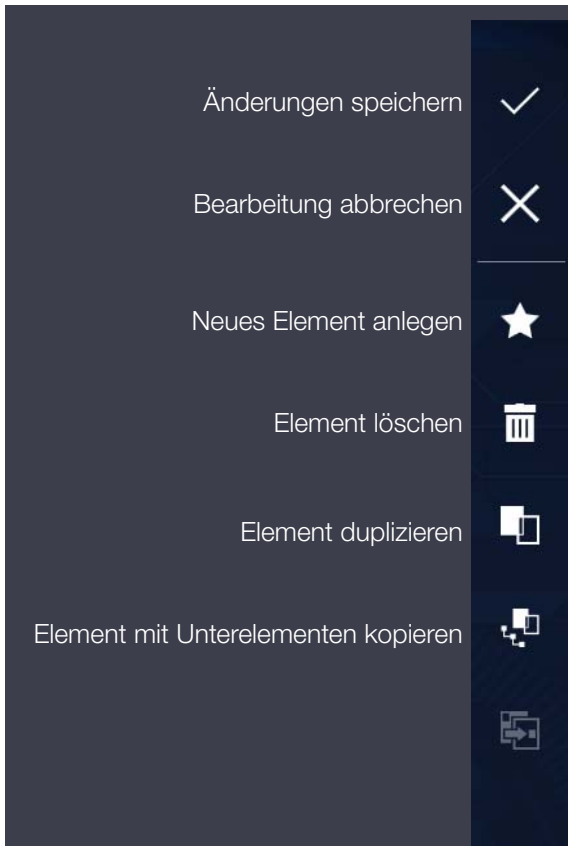 Änderungen speichern
Bearbeitung abbrechen
Neues Element anlegen
Element löschen
Element duplizieren
Element mit Unterelementen kopieren